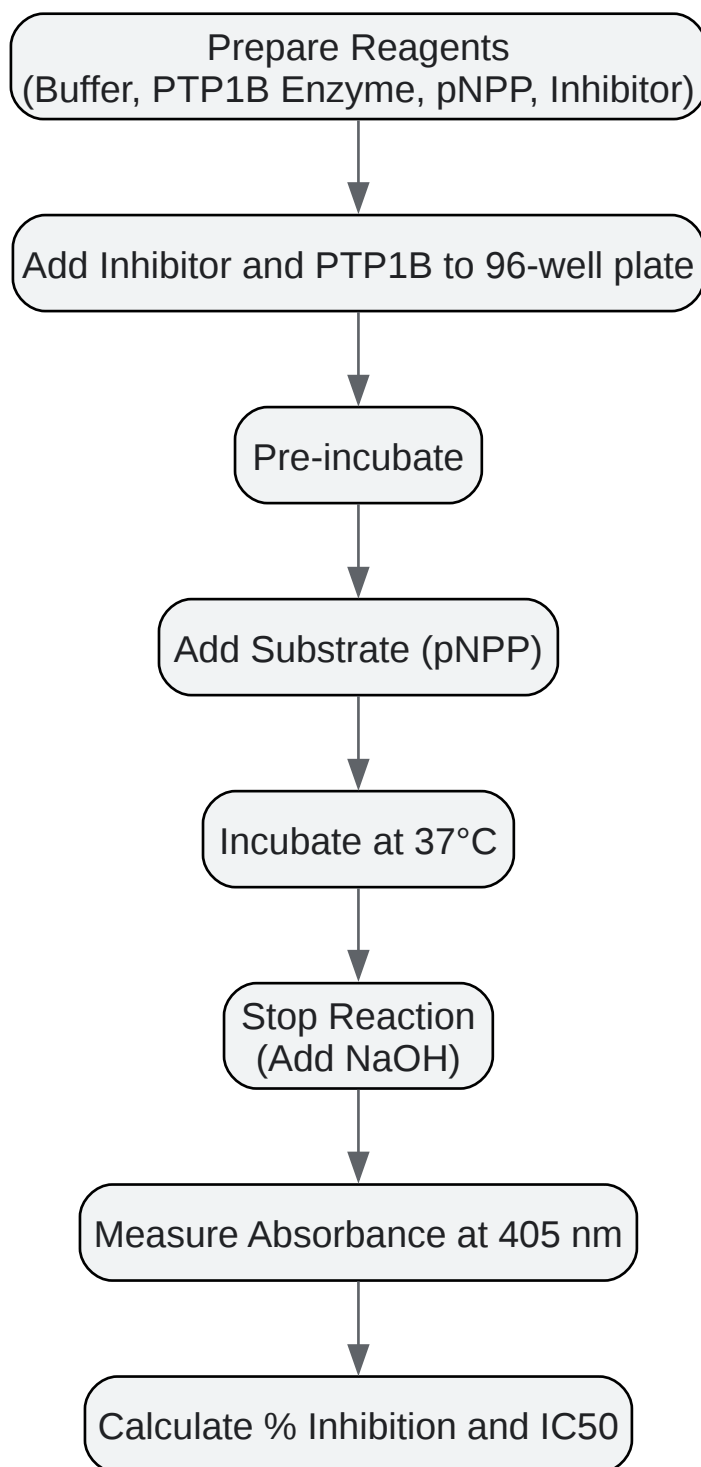 Prepare Reagents
(Buffer, PTP1B Enzyme, pNPP, Inhibitor)
Add Inhibitor and PTP1B to 96-well plate
Pre-incubate
Add Substrate (pNPP)
Incubate at 37°C
Stop Reaction
(Add NaOH)
Measure Absorbance at 405 nm
Calculate % Inhibition and IC50